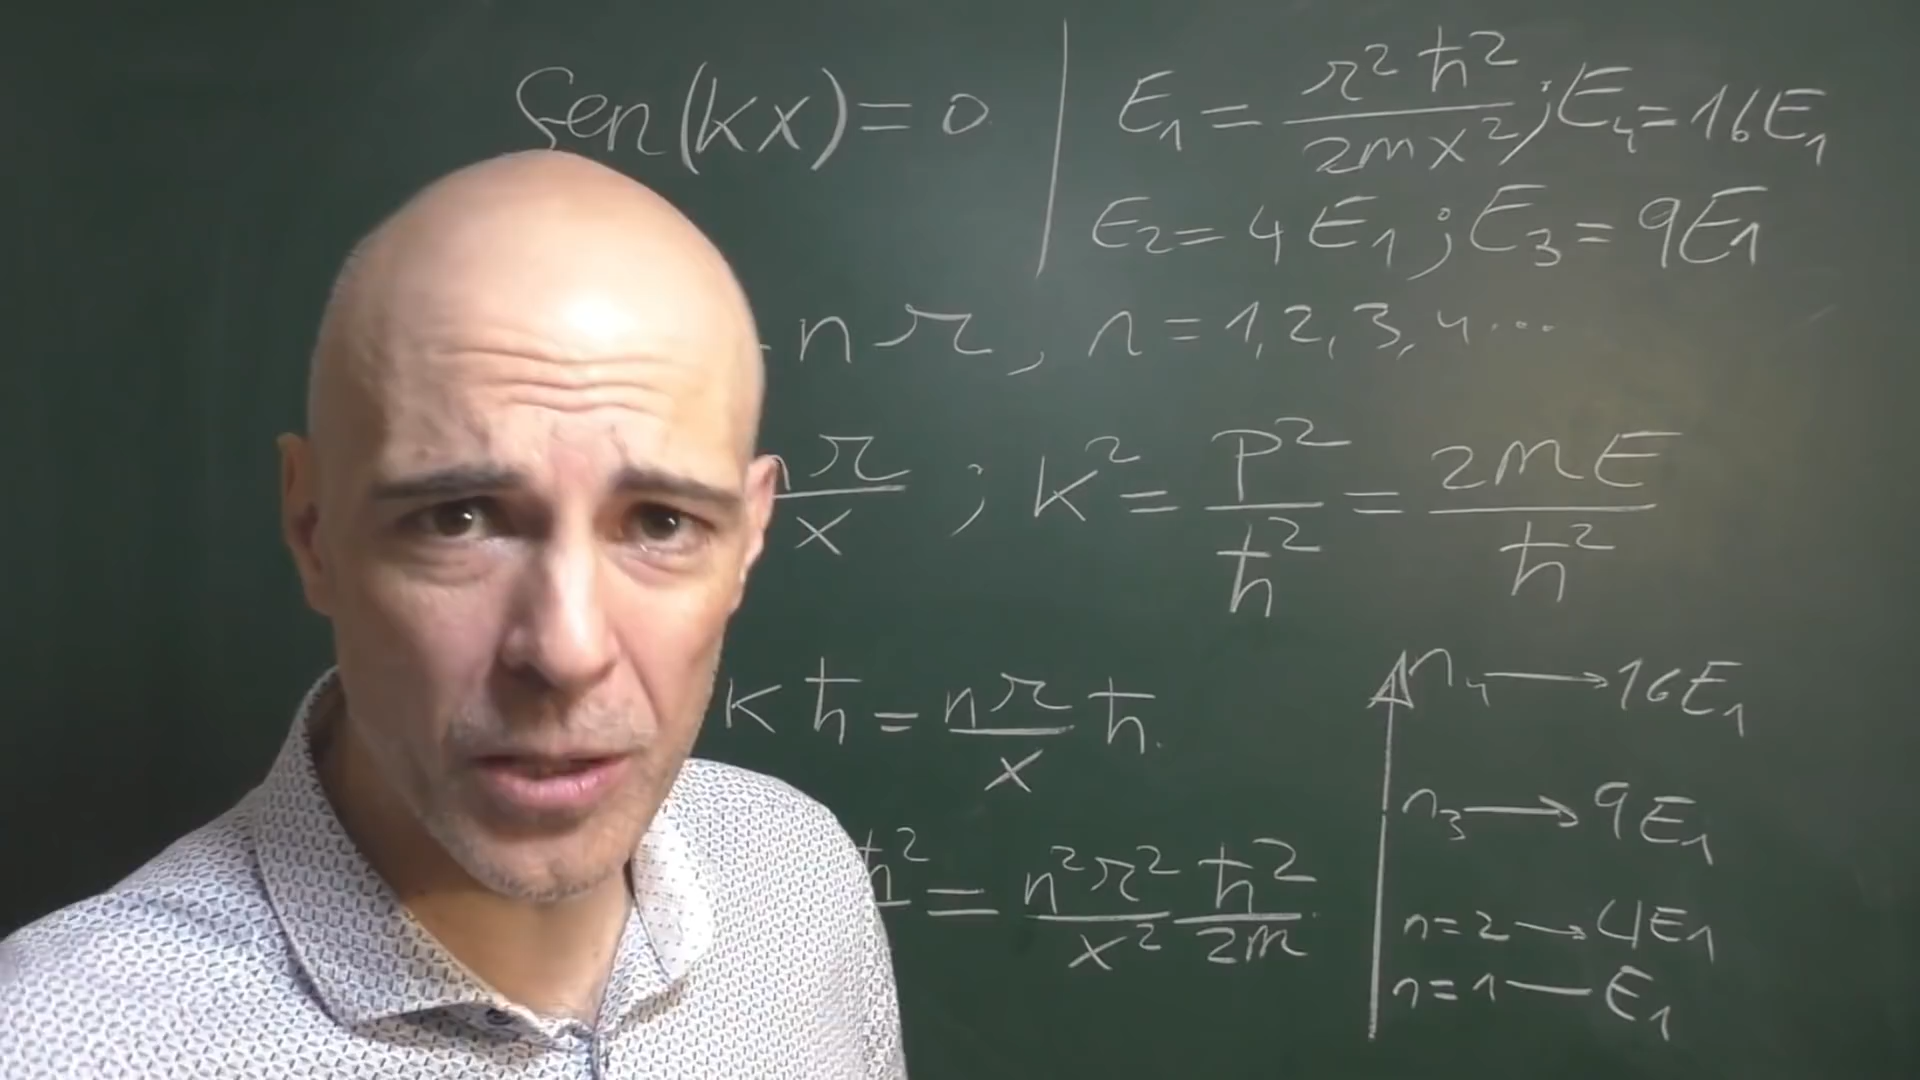 Sen(kx)=0
E₁ = π²ħ²/2mx² ; E₄=16E₁
E₂=4E₁ ; E₃=9E₁
nπ, n=1,2,3,4...
nπ/x ; K² = P²/ħ² = 2mE/ħ²
kħ = nπ/x ħ.
ħ² = n²π²/x² ħ²/2m
n₄ → 16E₁
n₃ → 9E₁
n=2 → 4E₁
n=1 — E₁